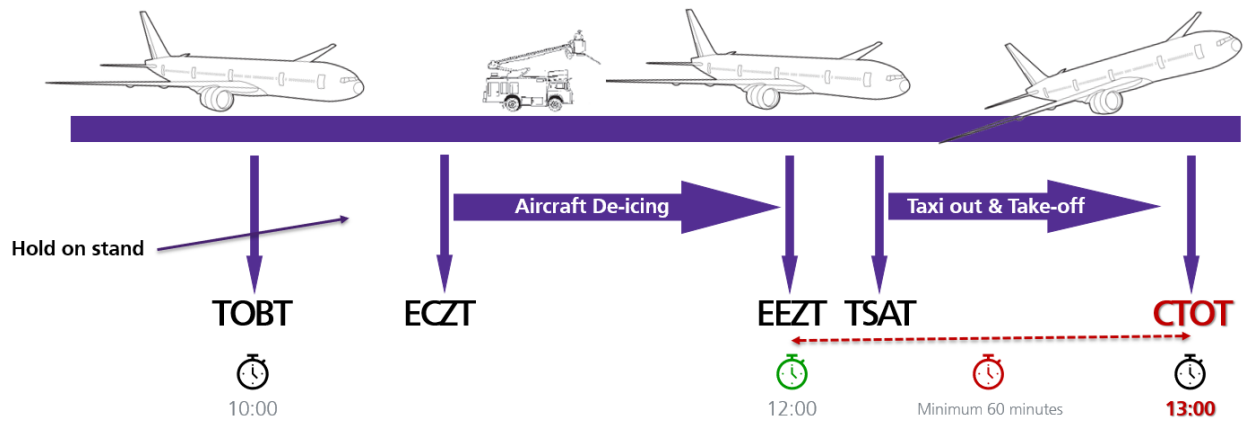 Aircraft De-icing
Taxi out & Take-off
Hold on stand
TOBT
ECZT
EEZT
TSAT
CTOT
10:00
12:00
Minimum 60 minutes
13:00